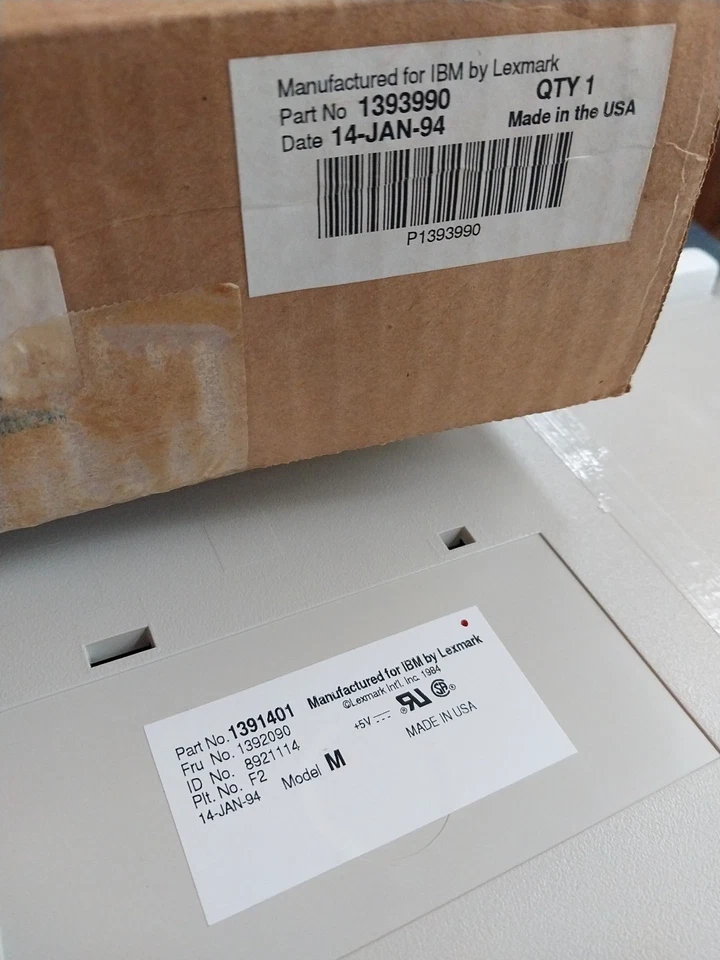 Manufactured for IBM by Lexmark
Part No 1393990 QTY 1
Date 14-JAN-94 Made in the USA
P1393990
Part No. 1391401 Manufactured for IBM by Lexmark
Fru No. 1392090 ©Lexmark Int'l. Inc. 1984
ID No. 8921114 +5V
Plt. No. F2 Model M MADE IN USA
14-JAN-94